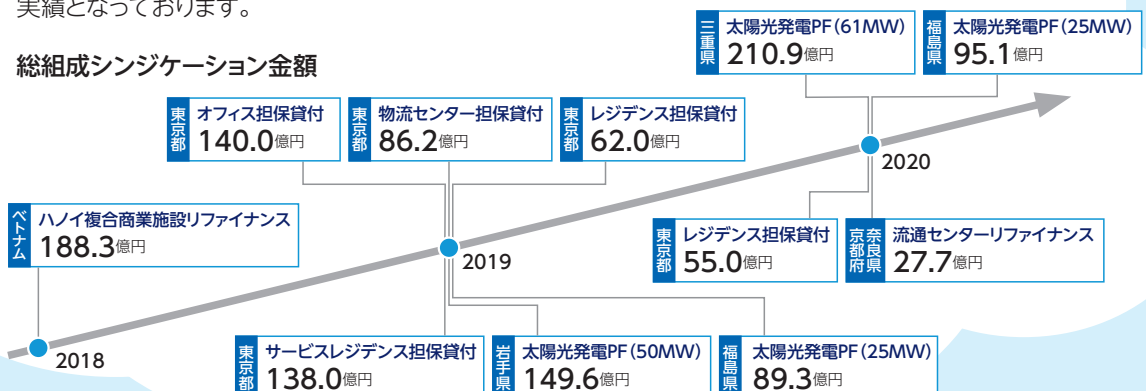 実績となっております。
総組成シンジケーション金額
三重県
太陽光発電PF(61MW)
210.9億円
福島県
太陽光発電PF(25MW)
95.1億円
東京都
オフィス担保貸付
140.0億円
東京都
物流センター担保貸付
86.2億円
東京都
レジデンス担保貸付
62.0億円
2020
ベトナム
ハノイ複合商業施設リファイナンス
188.3億円
2019
東京都
レジデンス担保貸付
55.0億円
奈良県
京都府
流通センターリファイナンス
27.7億円
2018
東京都
サービスレジデンス担保貸付
138.0億円
岩手県
太陽光発電PF(50MW)
149.6億円
福島県
太陽光発電PF(25MW)
89.3億円